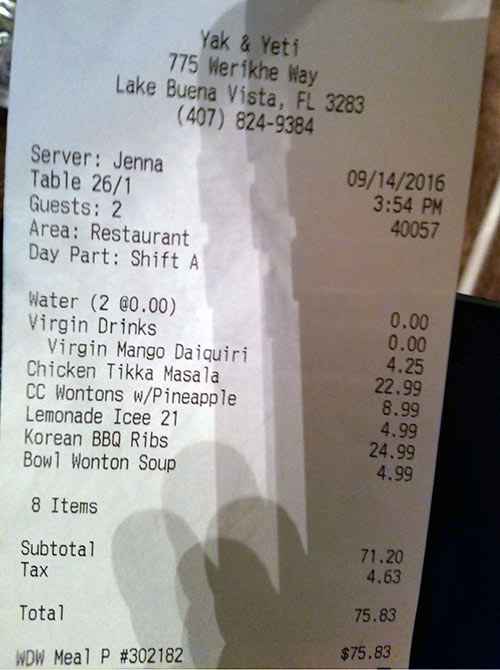 Yak & Yeti
775 Werikhe Way
Lake Buena Vista, FL 3283
(407) 824-9384
Server: Jenna
Table 26/1 09/14/2016
Guests: 2 3:54 PM
Area: Restaurant 40057
Day Part: Shift A
Water (2 @0.00) 0.00
Virgin Drinks 0.00
Virgin Mango Daiquiri 4.25
Chicken Tikka Masala 22.99
CC Wontons w/Pineapple 8.99
Lemonade Icee 21 4.99
Korean BBQ Ribs 24.99
Bowl Wonton Soup 4.99
8 Items
Subtotal 71.20
Tax 4.63
Total 75.83
WDW Meal P #302182 $75.83